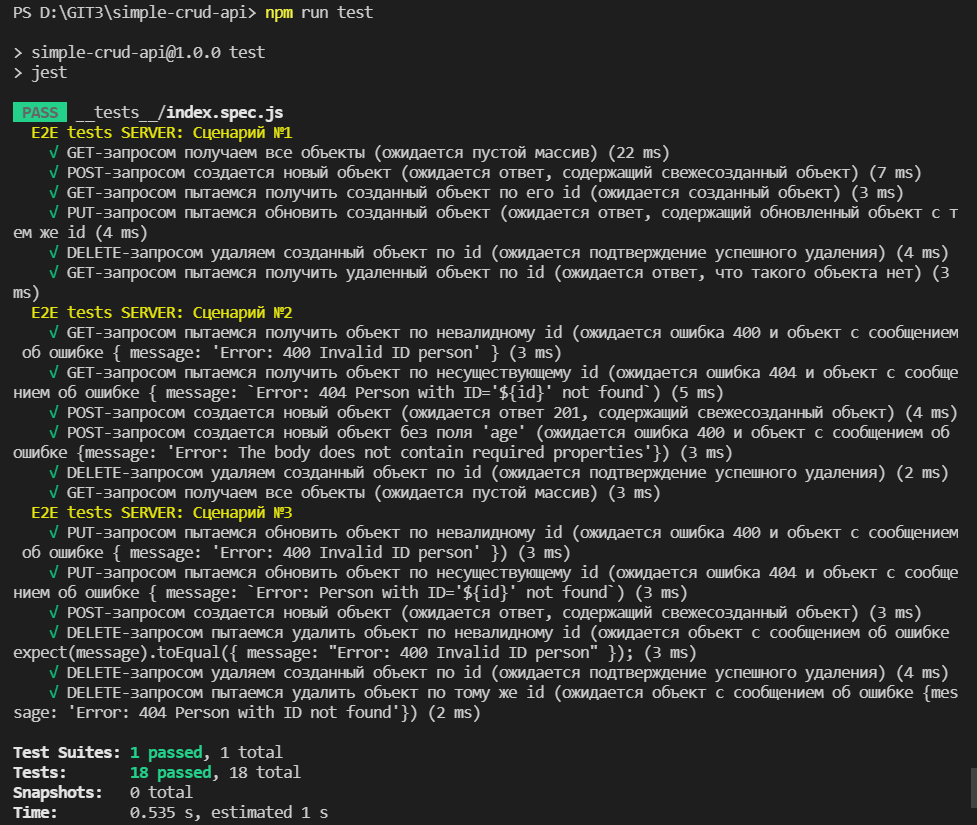 PS D:\GIT3\simple-crud-api> npm run test
> simple-crud-api@1.0.0 test
> jest
PASS __tests__/index.spec.js
E2E tests SERVER: Сценарий №1
√ GET-запросом получаем все объекты (ожидается пустой массив) (22 ms)
√ POST-запросом создается новый объект (ожидается ответ, содержащий свежесозданный объект) (7 ms)
√ GET-запросом пытаемся получить созданный объект по его id (ожидается созданный объект) (3 ms)
√ PUT-запросом пытаемся обновить созданный объект (ожидается ответ, содержащий обновленный объект с т
ем же id (4 ms)
√ DELETE-запросом удаляем созданный объект по id (ожидается подтверждение успешного удаления) (4 ms)
√ GET-запросом пытаемся получить удаленный объект по id (ожидается ответ, что такого объекта нет) (3
ms)
E2E tests SERVER: Сценарий №2
√ GET-запросом пытаемся получить объект по невалидному id (ожидается ошибка 400 и объект с сообщением
об ошибке { message: 'Error: 400 Invalid ID person' } (3 ms)
√ GET-запросом пытаемся получить объект по несуществующему id (ожидается ошибка 404 и объект с сообще
нием об ошибке { message: `Error: 404 Person with ID='${id}' not found`) (5 ms)
√ POST-запросом создается новый объект (ожидается ответ 201, содержащий свежесозданный объект) (4 ms)
√ POST-запросом создается новый объект без поля 'age' (ожидается ошибка 400 и объект с сообщением об
ошибке {message: 'Error: The body does not contain required properties'}) (3 ms)
√ DELETE-запросом удаляем созданный объект по id (ожидается подтверждение успешного удаления) (2 ms)
√ GET-запросом получаем все объекты (ожидается пустой массив) (3 ms)
E2E tests SERVER: Сценарий №3
√ PUT-запросом пытаемся обновить объект по невалидному id (ожидается ошибка 400 и объект с сообщением
об ошибке { message: 'Error: 400 Invalid ID person' }) (3 ms)
√ PUT-запросом пытаемся обновить объект по несуществующему id (ожидается ошибка 404 и объект с сообще
нием об ошибке { message: `Error: Person with ID='${id}' not found`) (3 ms)
√ POST-запросом создается новый объект (ожидается ответ, содержащий свежесозданный объект) (3 ms)
√ DELETE-запросом пытаемся удалить объект по невалидному id (ожидается объект с сообщением об ошибке
expect(message).toEqual({ message: "Error: 400 Invalid ID person" }); (3 ms)
√ DELETE-запросом удаляем созданный объект по id (ожидается подтверждение успешного удаления) (4 ms)
√ DELETE-запросом пытаемся удалить объект по тому же id (ожидается объект с сообщением об ошибке {mes
sage: 'Error: 404 Person with ID not found'}) (2 ms)
Test Suites: 1 passed, 1 total
Tests: 18 passed, 18 total
Snapshots: 0 total
Time: 0.535 s, estimated 1 s